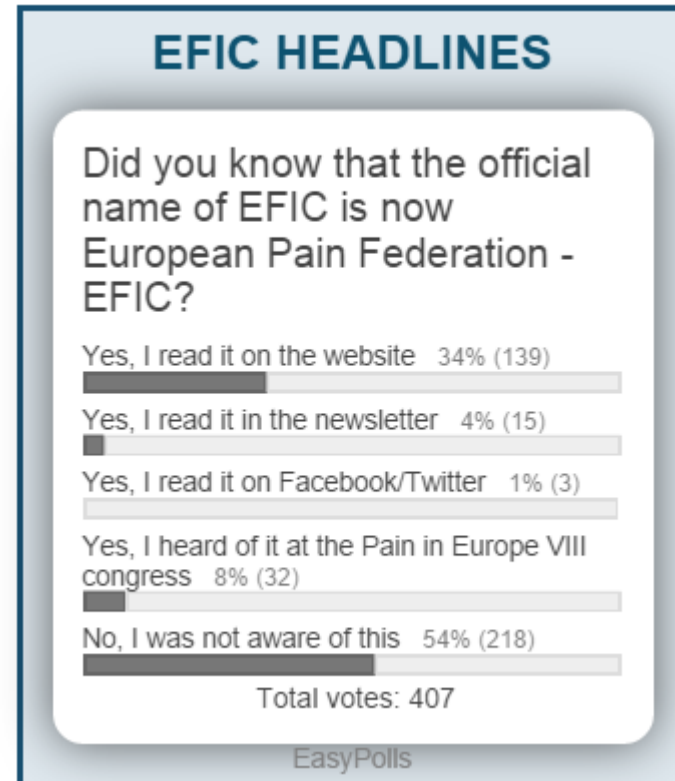 EFIC HEADLINES
Did you know that the official
name of EFIC is now
European Pain Federation -
EFIC?
Yes, I read it on the website 34% (139)
Yes, I read it in the newsletter 4% (15)
Yes, I read it on Facebook/Twitter 1% (3)
Yes, I heard of it at the Pain in Europe VIII
congress 8% (32)
No, I was not aware of this 54% (218)
Total votes: 407
EasyPolls